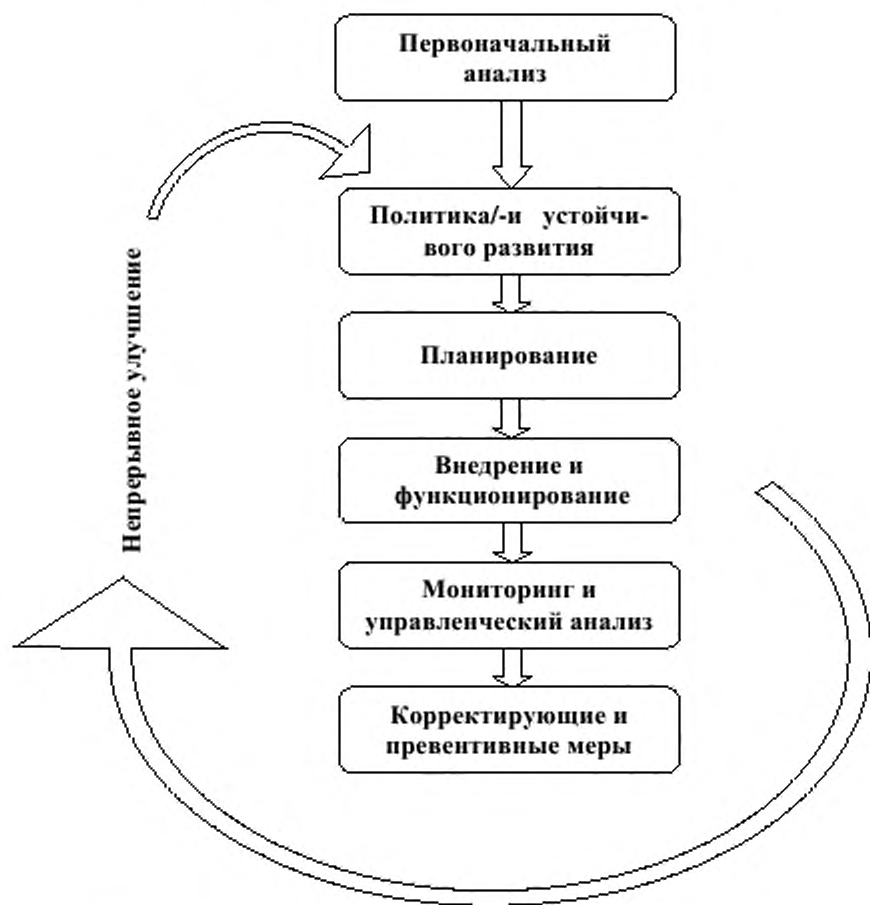 Первоначальный
анализ
Политика/-и устойчи-
вого развития
Планирование
Внедрение и
функционирование
Мониторинг и
управленческий анализ
Корректирующие и
превентивные меры
Непрерывное улучшение